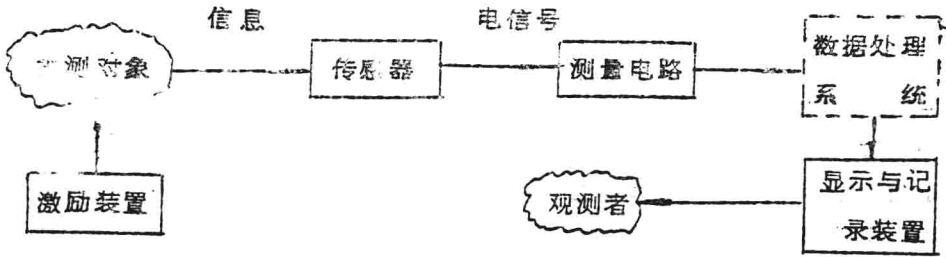 信息
电信号
测对象
传感器
测量电路
数据处理
系统
激励装置
观测者
显示与记
录装置